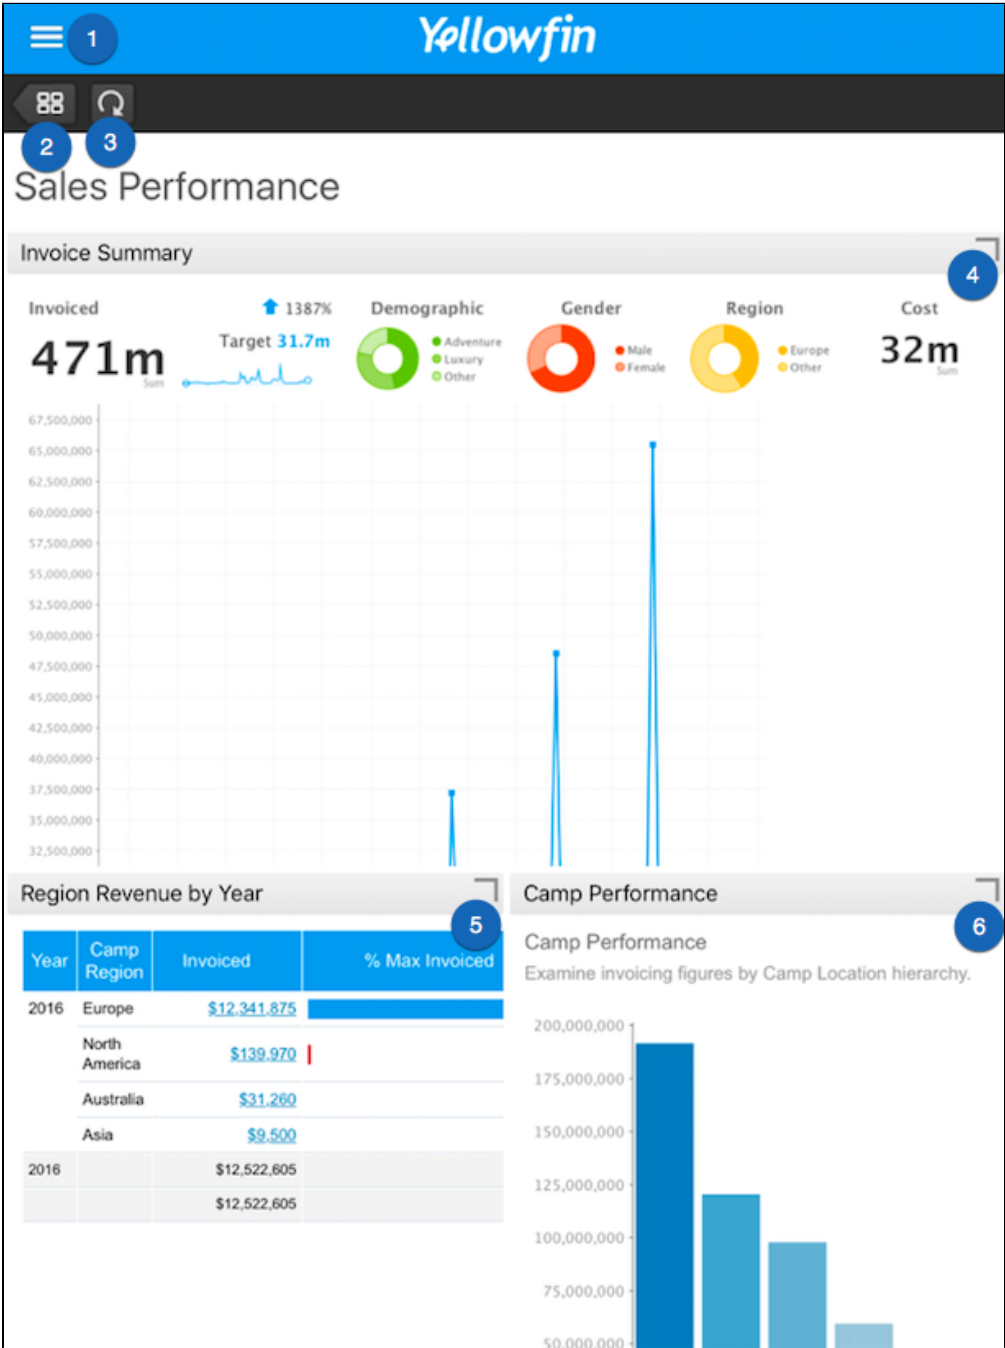 1
Yellowfin
2
3
Sales Performance
Invoice Summary
4
Invoiced
471m
Sum
1387%
Target 31.7m
Demographic
Adventure
Luxury
Other
Gender
Male
Female
Region
Europe
Other
Cost
32m
Sum
67,500,000
65,000,000
62,500,000
60,000,000
57,500,000
55,000,000
52,500,000
50,000,000
47,500,000
45,000,000
42,500,000
40,000,000
37,500,000
35,000,000
32,500,000
Region Revenue by Year
5
Year Camp Region Invoiced % Max Invoiced
2016 Europe $12,341,875
North America $139,970
Australia $31,260
Asia $9,500
2016 $12,522,605
$12,522,605
Camp Performance
6
Camp Performance
Examine invoicing figures by Camp Location hierarchy.
200,000,000
175,000,000
150,000,000
125,000,000
100,000,000
75,000,000
50,000,000